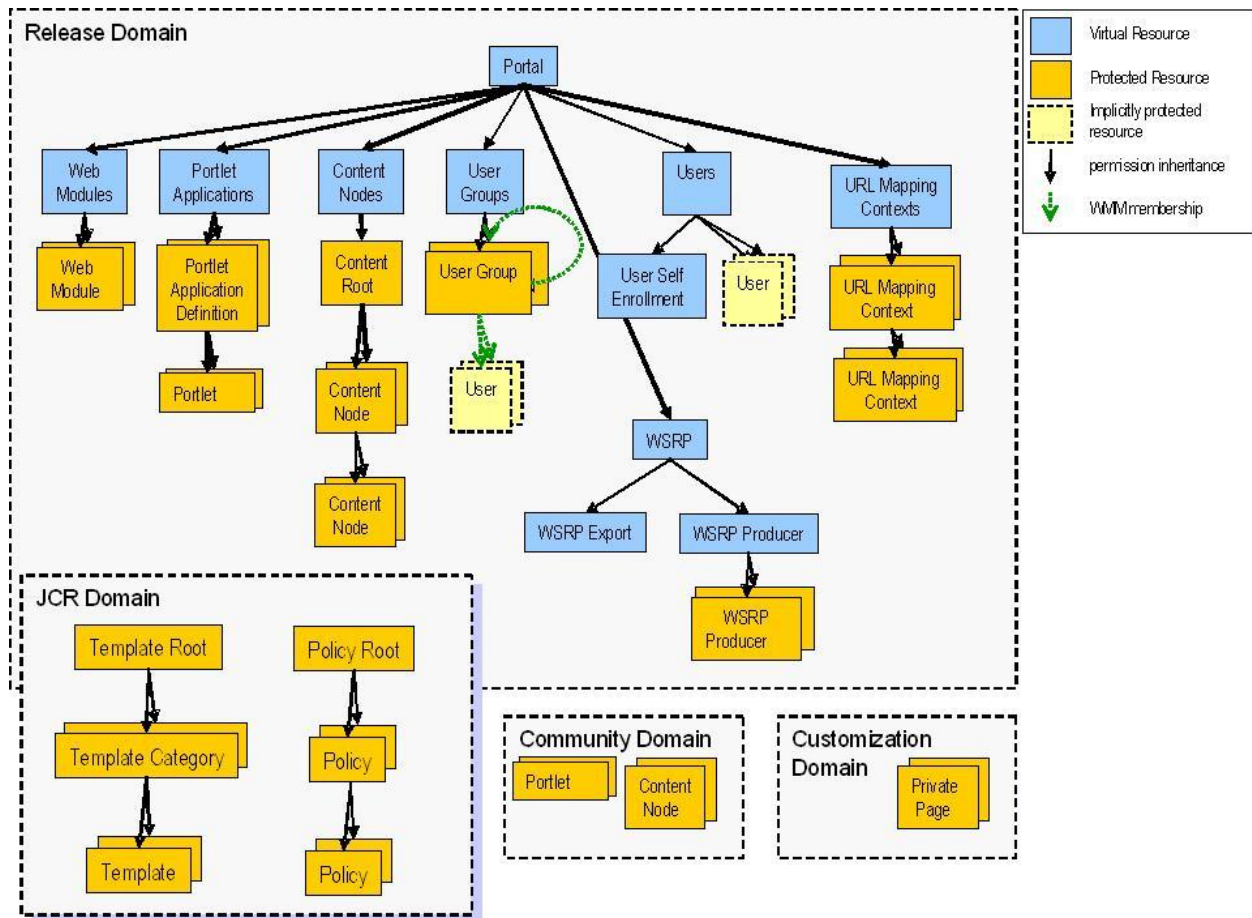 Release Domain
Portal
Web
Modules
Portlet
Applications
Content
Nodes
User
Groups
Users
URL Mapping
Contexts
Web
Module
Portlet
Application
Definition
Content
Root
User Group
User Self
Enrollment
User
URL Mapping
Context
Portlet
Content
Node
User
URL Mapping
Context
Content
Node
WSRP
WSRP Export
WSRP Producer
WSRP
Producer
Virtual Resource
Protected Resource
Implicitly protected
resource
permission inheritance
WMM membership
JCR Domain
Template Root
Policy Root
Template Category
Policy
Template
Policy
Community Domain
Portlet
Content
Node
Customization
Domain
Private
Page